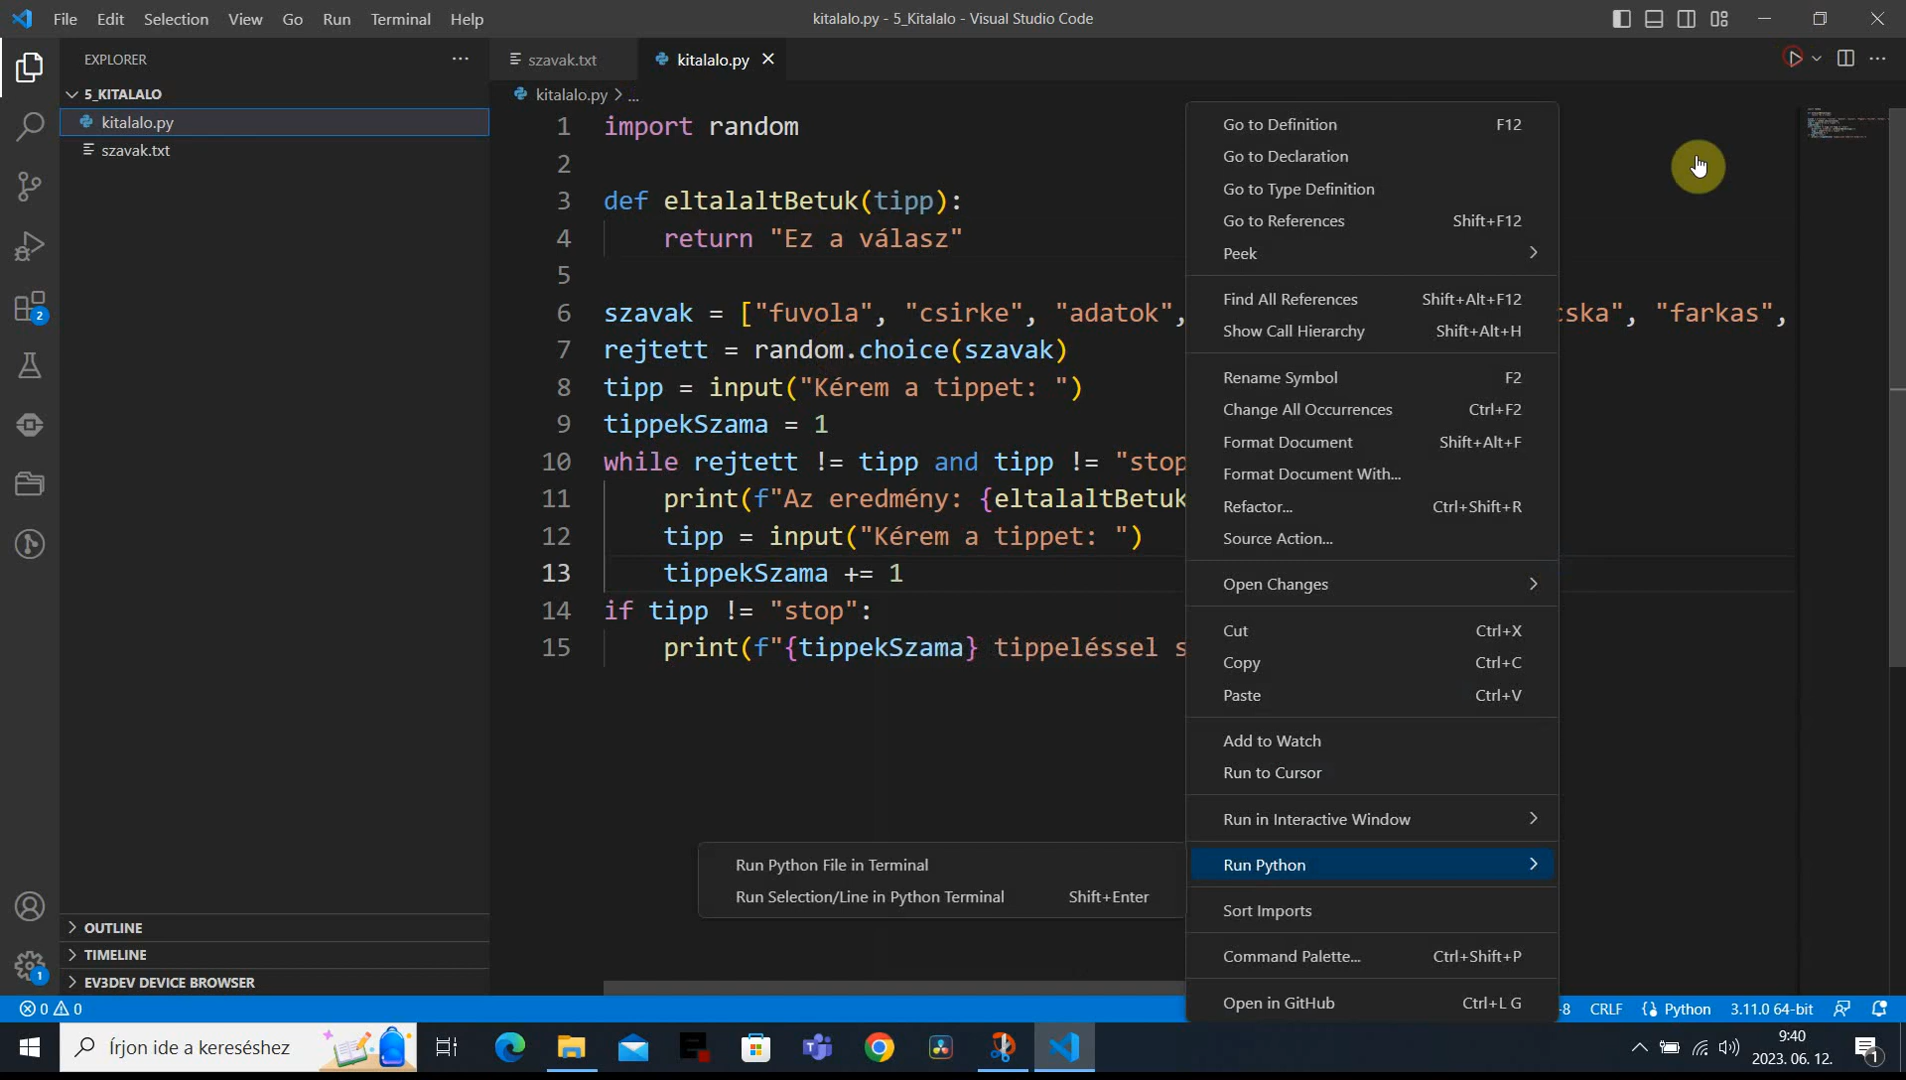 File Edit Selection View Go Run Terminal Help
kitalalo.py - 5_Kitalalo - Visual Studio Code
EXPLORER
5_KITALALO
kitalalo.py
szavak.txt
szavak.txt
kitalalo.py
kitalalo.py > ...
1 import random
2
3 def eltalaltBetuk(tipp):
4 return "Ez a válasz"
5
6 szavak = ["fuvola", "csirke", "adatok", cska", "farkas",
7 rejtett = random.choice(szavak)
8 tipp = input("Kérem a tippet: ")
9 tippekSzama = 1
10 while rejtett != tipp and tipp != "stop
11 print(f"Az eredmény: {eltalaltBetuk
12 tipp = input("Kérem a tippet: ")
13 tippekSzama += 1
14 if tipp != "stop":
15 print(f"{tippekSzama} tippeléssel s
Go to Definition F12
Go to Declaration
Go to Type Definition
Go to References Shift+F12
Peek
Find All References Shift+Alt+F12
Show Call Hierarchy Shift+Alt+H
Rename Symbol F2
Change All Occurrences Ctrl+F2
Format Document Shift+Alt+F
Format Document With...
Refactor... Ctrl+Shift+R
Source Action...
Open Changes
Cut Ctrl+X
Copy Ctrl+C
Paste Ctrl+V
Add to Watch
Run to Cursor
Run in Interactive Window
Run Python
Sort Imports
Command Palette... Ctrl+Shift+P
Open in GitHub Ctrl+L G
Run Python File in Terminal
Run Selection/Line in Python Terminal Shift+Enter
2
1
OUTLINE
TIMELINE
EV3DEV DEVICE BROWSER
0 0
-8 CRLF Python 3.11.0 64-bit
Írjon ide a kereséshez
9:40
2023. 06. 12.
1